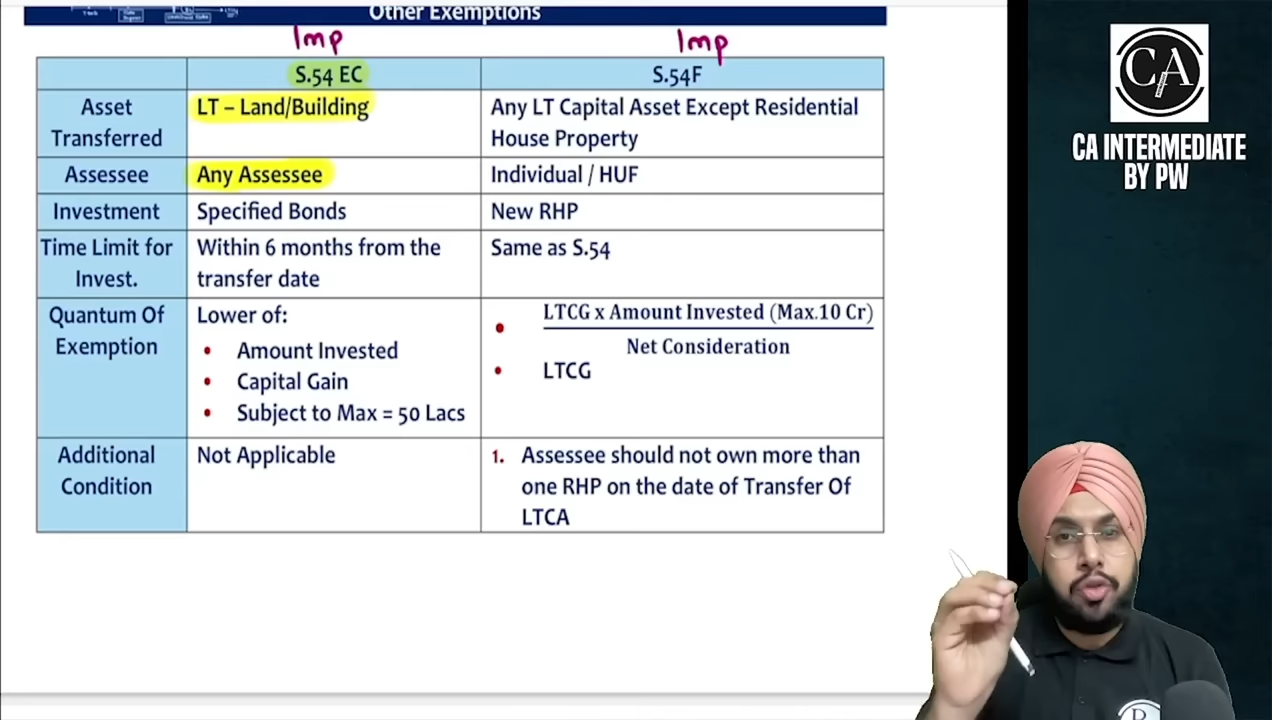 Other Exemptions
Imp
Imp
S.54 EC
S.54F
Asset
Transferred
LT – Land/Building
Any LT Capital Asset Except Residential
House Property
Assessee
Any Assessee
Individual / HUF
Investment
Specified Bonds
New RHP
Time Limit for
Invest.
Within 6 months from the
transfer date
Same as S.54
Quantum Of
Exemption
Lower of:
• Amount Invested
• Capital Gain
• Subject to Max = 50 Lacs
• LTCG x Amount Invested (Max.10 Cr)
Net Consideration
• LTCG
Additional
Condition
Not Applicable
1. Assessee should not own more than
one RHP on the date of Transfer Of
LTCA
CA
CA INTERMEDIATE
BY PW